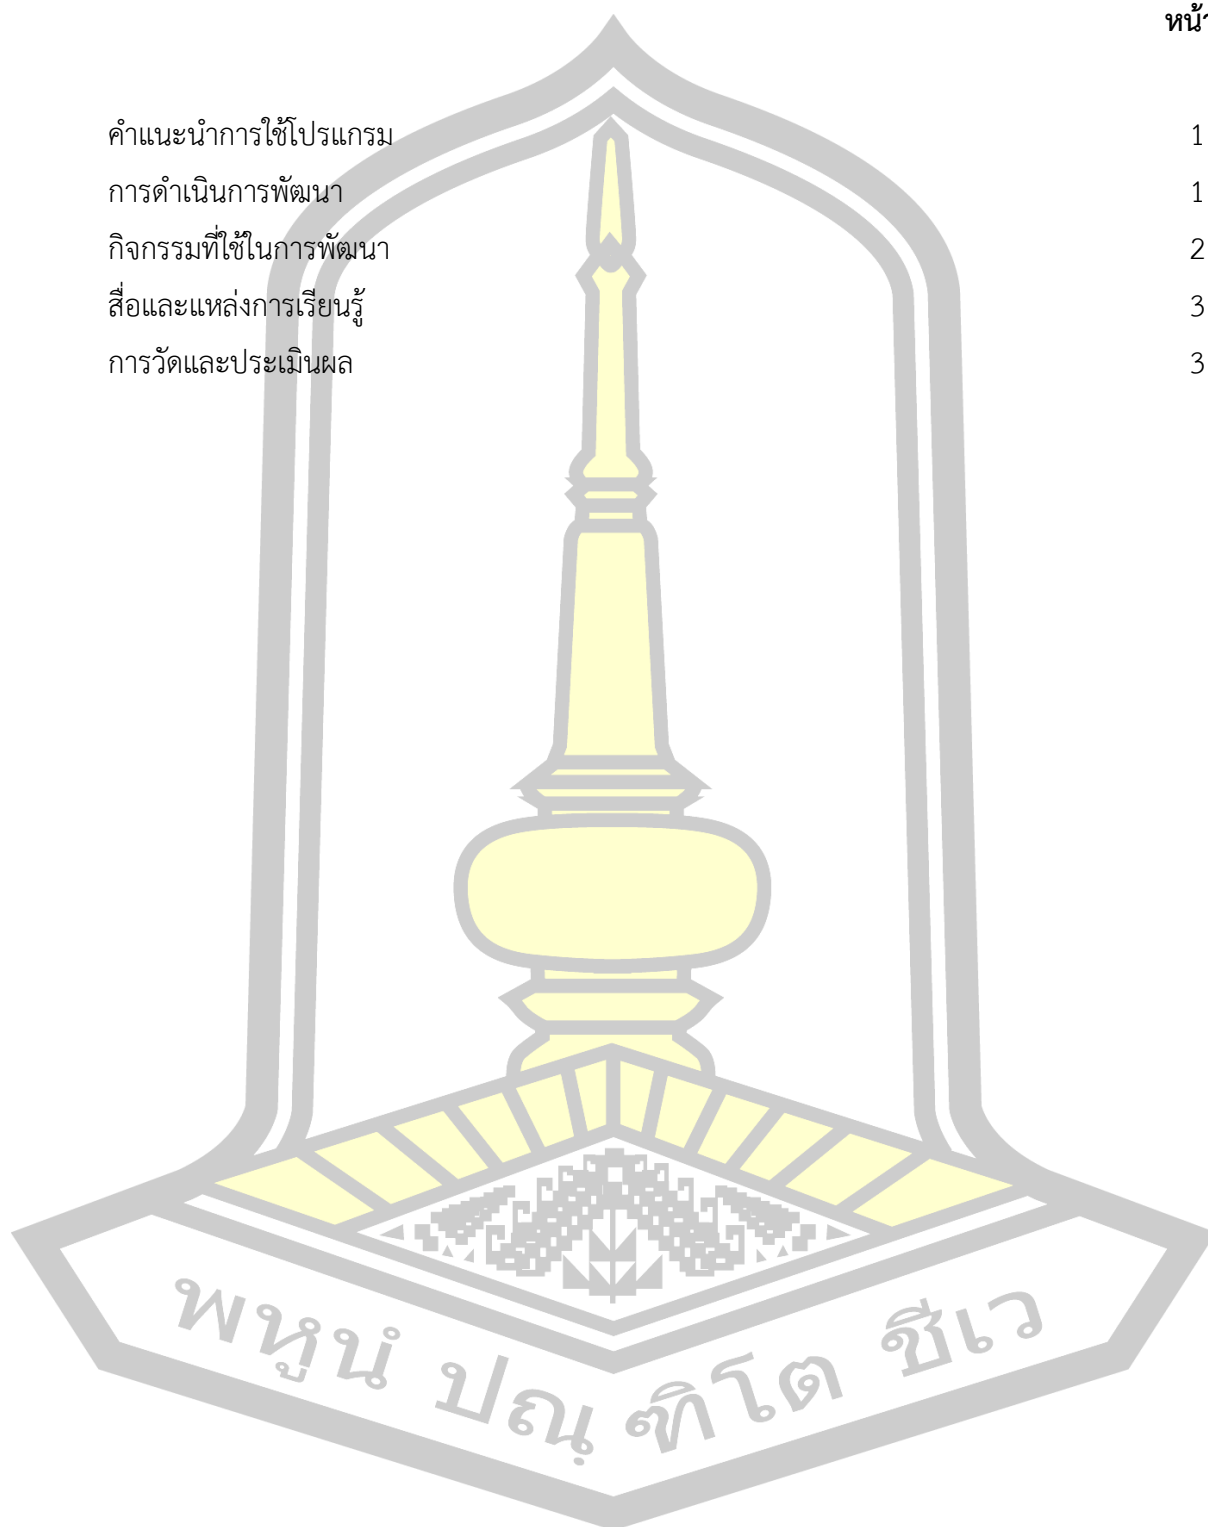 หน้า
คำแนะนำการใช้โปรแกรม 1
การดำเนินการพัฒนา 1
กิจกรรมที่ใช้ในการพัฒนา 2
สื่อและแหล่งการเรียนรู้ 3
การวัดและประเมินผล 3
พหูนํ ปณฺฑิโต ชีเว